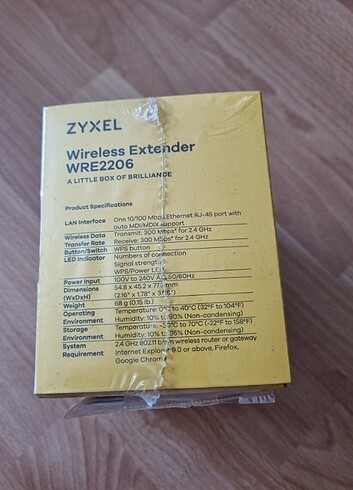 ZYXEL
Wireless Extender
WRE2206
A LITTLE BOX OF BRILLIANCE
Product Specifications
LAN Interface One 10/100 Mbps Ethernet RJ-45 port with
auto MDI/MDIX support
Wireless Data Transmit: 300 Mbps* for 2.4 GHz
Transfer Rate Receive: 300 Mbps* for 2.4 GHz
Button/Switch WPS button
LED Indicator Numbers of connection
Signal strength
WPS/Power LED
Power Input 100V to 240V AC, 50/60Hz
Dimensions 54.8 x 45.2 x 77.3 mm
(WxDxH) (2.16" x 1.78" x
Weight 68 g (0.15 lb.)
Operating Temperature: 0°C to 40 (32°F to 104°F)
Environment Humidity: 10% to 90% (Non-condensing)
Storage Temperature: -30°C to 70°C (-22°F to 158°F)
Environment Humidity: 10% to 95% (Non-condensing)
System 2.4 GHz 802.11 b/g/n wireless router or gateway
Requirement Internet Explorer 9.0 or above, Firefox,
Google Chrome